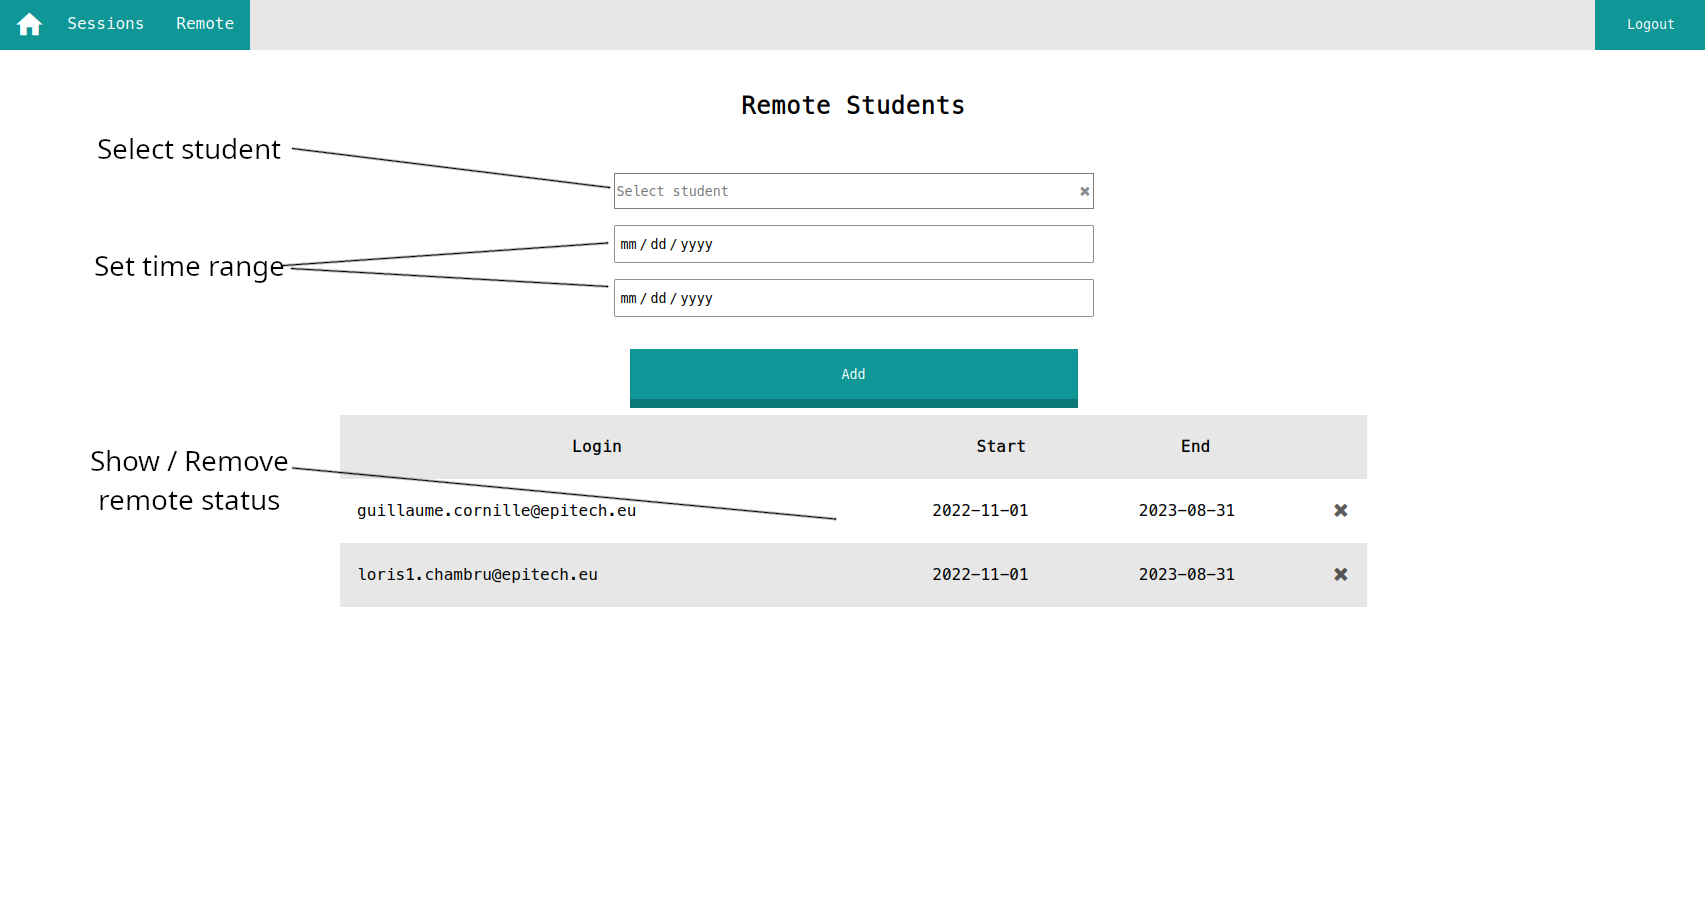 Sessions Remote Logout
Remote Students
Select student
Select student
mm/dd/yyyy
Set time range
mm/dd/yyyy
Add
Login Start End
Show / Remove
remote status
guillaume.cornille@epitech.eu 2022-11-01 2023-08-31
loris1.chambru@epitech.eu 2022-11-01 2023-08-31